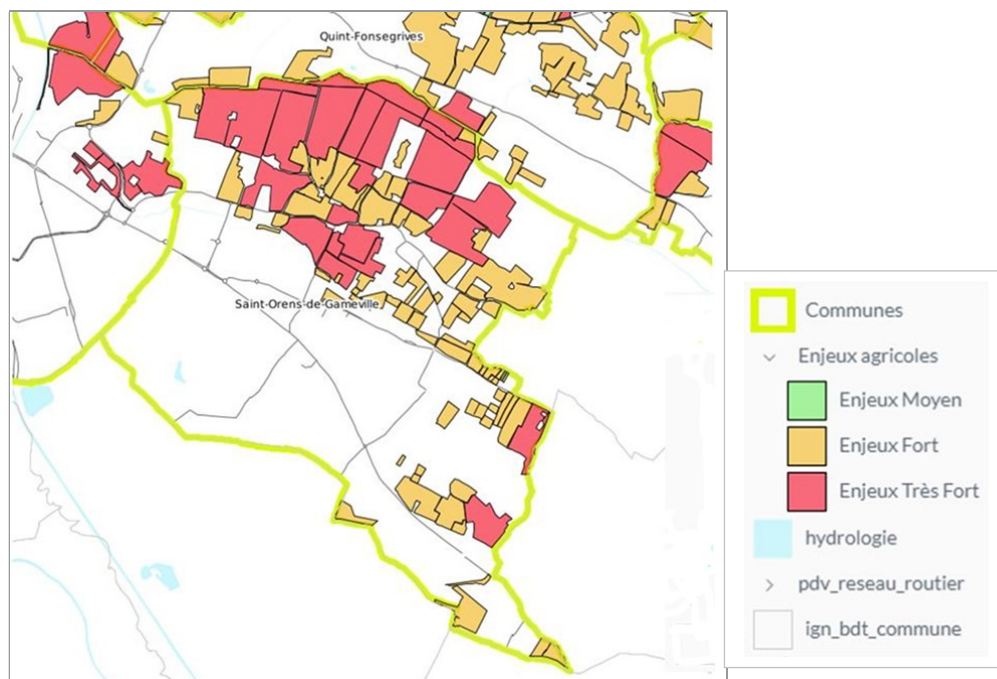 Quint-Fonsegrives
Saint-Orens-de-Gameville
Communes
Enjeux agricoles
Enjeux Moyen
Enjeux Fort
Enjeux Très Fort
hydrologie
pdv_reseau_routier
ign_bdt_commune